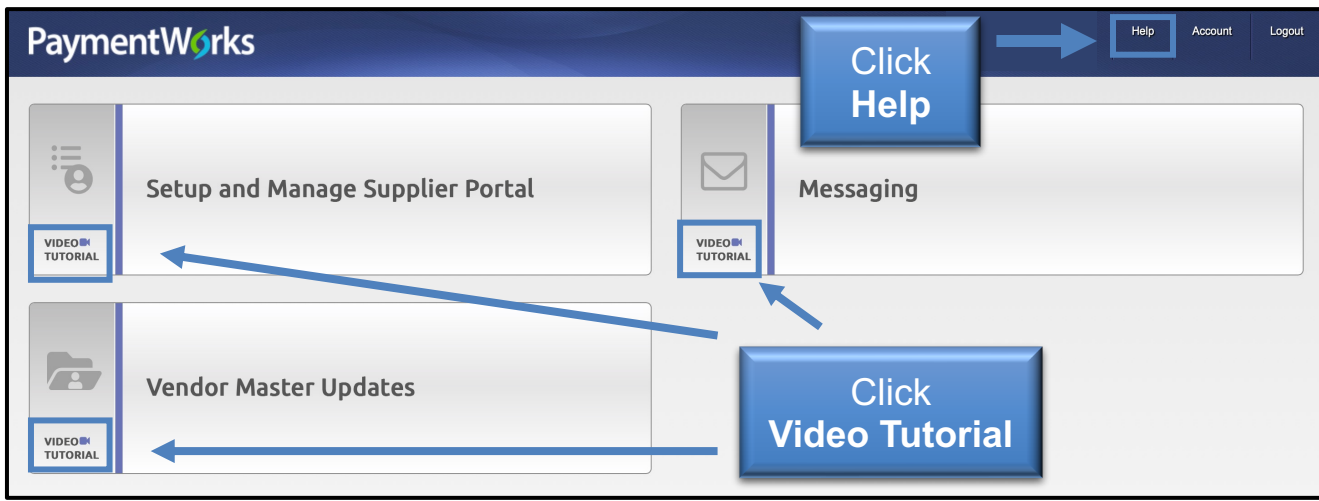 PaymentWorks
Click
Help
Help Account Logout
Setup and Manage Supplier Portal
VIDEO
TUTORIAL
Messaging
VIDEO
TUTORIAL
Vendor Master Updates
VIDEO
TUTORIAL
Click
Video Tutorial